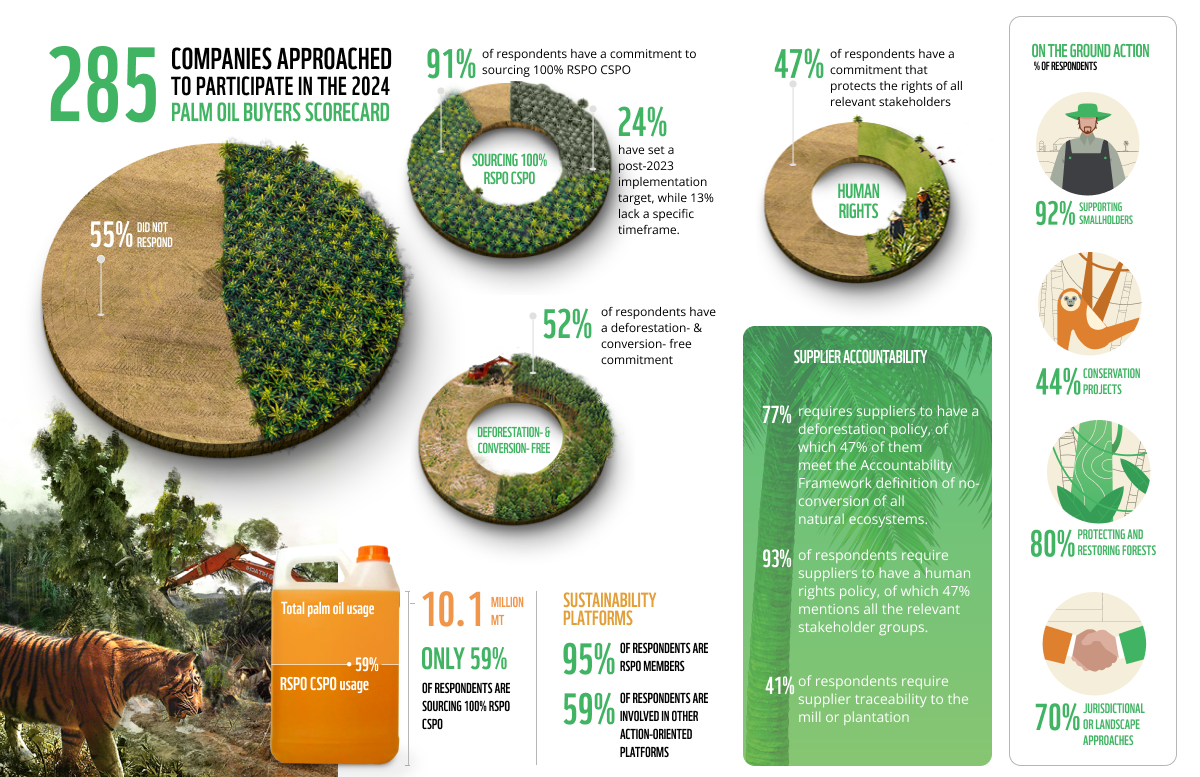 285
COMPANIES APPROACHED
TO PARTICIPATE IN THE 2024
PALM OIL BUYERS SCORECARD
55% DID NOT
RESPOND
91% of respondents have a commitment to
sourcing 100% RSPO CSPO
SOURCING 100%
RSPO CSPO
24%
have set a
post-2023
implementation
target, while 13%
lack a specific
timeframe.
47% of respondents have a
commitment that
protects the rights of all
relevant stakeholders
HUMAN
RIGHTS
52% of respondents have
a deforestation- &
conversion- free
commitment
DEFORESTATION- &
CONVERSION- FREE
Total palm oil usage
59%
RSPO CSPO usage
10.1 MILLION
MT
ONLY 59%
OF RESPONDENTS ARE
SOURCING 100% RSPO
CSPO
SUSTAINABILITY
PLATFORMS
95% OF RESPONDENTS ARE
RSPO MEMBERS
59% OF RESPONDENTS ARE
INVOLVED IN OTHER
ACTION-ORIENTED
PLATFORMS
SUPPLIER ACCOUNTABILITY
77% requires suppliers to have a
deforestation policy, of
which 47% of them
meet the Accountability
Framework definition of no-
conversion of all
natural ecosystems.
93% of respondents require
suppliers to have a human
rights policy, of which 47%
mentions all the relevant
stakeholder groups.
41% of respondents require
supplier traceability to the
mill or plantation
ON THE GROUND ACTION
% OF RESPONDENTS
92% SUPPORTING
SMALLHOLDERS
44% CONSERVATION
PROJECTS
80% PROTECTING AND
RESTORING FORESTS
70% JURISDICTIONAL
OR LANDSCAPE
APPROACHES